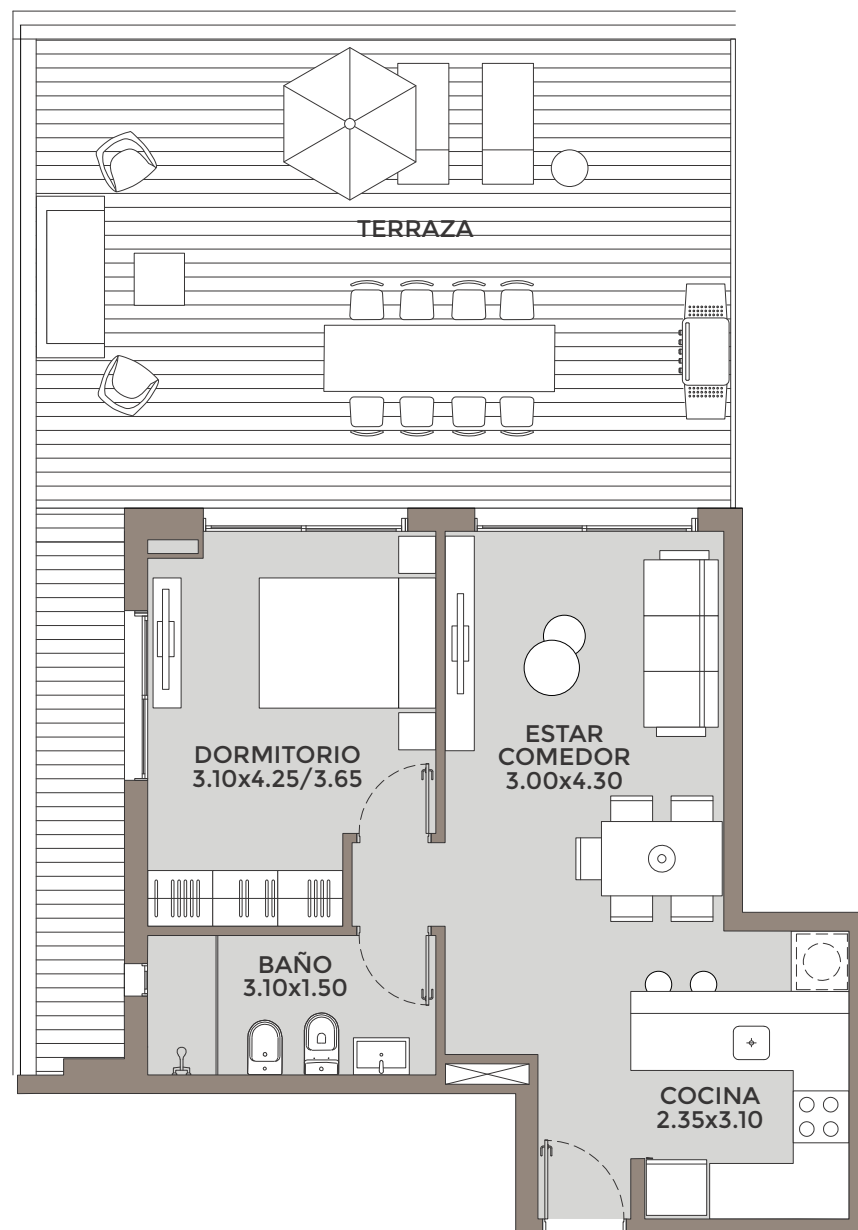 TERRAZA
DORMITORIO
3.10x4.25/3.65
ESTAR
COMEDOR
3.00x4.30
BAÑO
3.10x1.50
COCINA
2.35x3.10